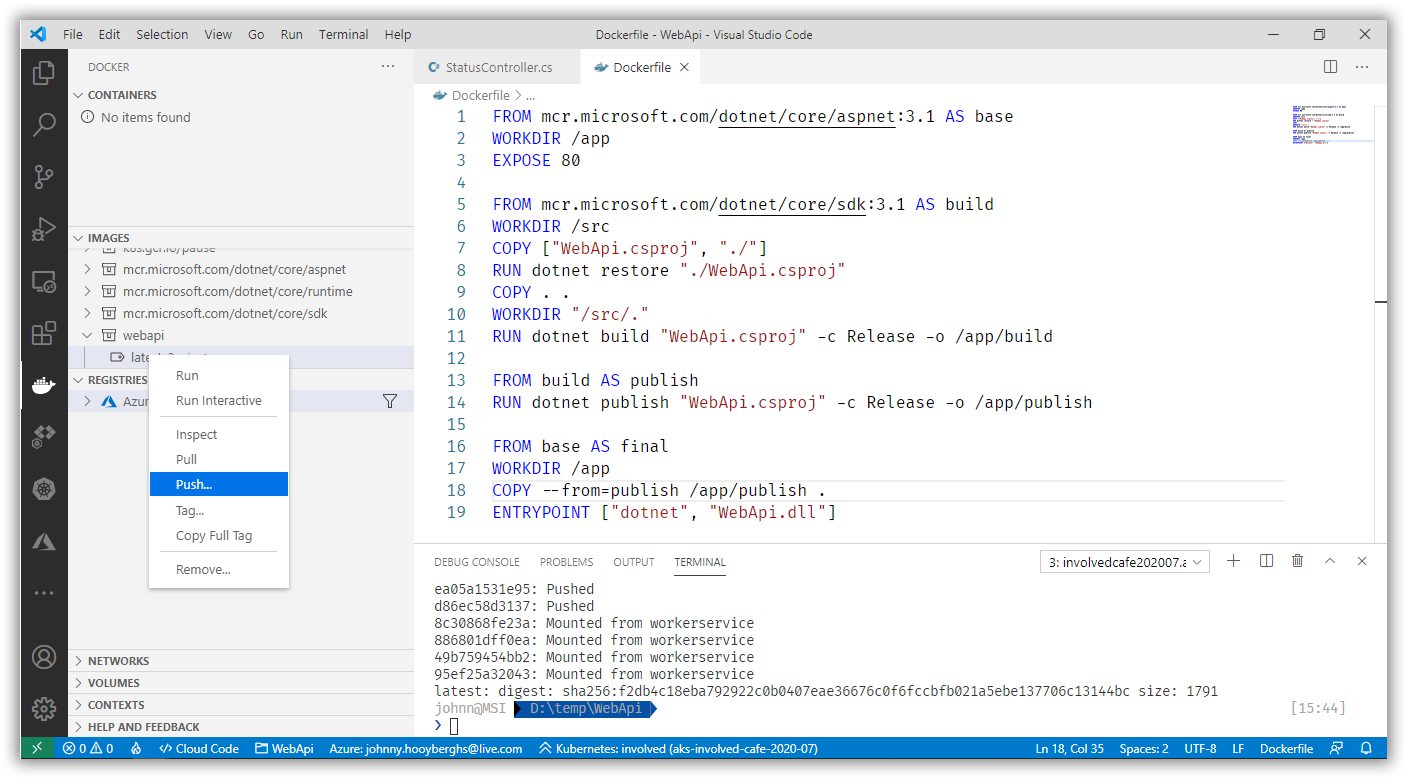 File Edit Selection View Go Run Terminal Help
Dockerfile - WebApi - Visual Studio Code
DOCKER
CONTAINERS
No items found
IMAGES
k8s.gcr.io/pause
mcr.microsoft.com/dotnet/core/aspnet
mcr.microsoft.com/dotnet/core/runtime
mcr.microsoft.com/dotnet/core/sdk
webapi
REGISTRIES
Run
Run Interactive
Inspect
Pull
Push...
Tag...
Copy Full Tag
Remove...
NETWORKS
VOLUMES
CONTEXTS
HELP AND FEEDBACK
StatusController.cs
Dockerfile
Dockerfile > ...
1 FROM mcr.microsoft.com/dotnet/core/aspnet:3.1 AS base
2 WORKDIR /app
3 EXPOSE 80
4
5 FROM mcr.microsoft.com/dotnet/core/sdk:3.1 AS build
6 WORKDIR /src
7 COPY ["WebApi.csproj", "./"]
8 RUN dotnet restore "./WebApi.csproj"
9 COPY . .
10 WORKDIR "/src/."
11 RUN dotnet build "WebApi.csproj" -c Release -o /app/build
12
13 FROM build AS publish
14 RUN dotnet publish "WebApi.csproj" -c Release -o /app/publish
15
16 FROM base AS final
17 WORKDIR /app
18 COPY --from=publish /app/publish .
19 ENTRYPOINT ["dotnet", "WebApi.dll"]
DEBUG CONSOLE PROBLEMS OUTPUT TERMINAL
3: involvedcafe202007.a
ea05a1531e95: Pushed
d86ec58d3137: Pushed
8c30868fe23a: Mounted from workerservice
886801dff0ea: Mounted from workerservice
49b759454bb2: Mounted from workerservice
95ef25a32043: Mounted from workerservice
latest: digest: sha256:f2db4c18eba792922c0b0407eae36676c0f6fccbfb021a5ebe137706c13144bc size: 1791
johnn@MSI D:\temp\WebApi [15:44]
❯
0 0 Cloud Code WebApi Azure: johnny.hooyberghs@live.com Kubernetes: involved (aks-involved-cafe-2020-07) Ln 18, Col 35 Spaces: 2 UTF-8 LF Dockerfile